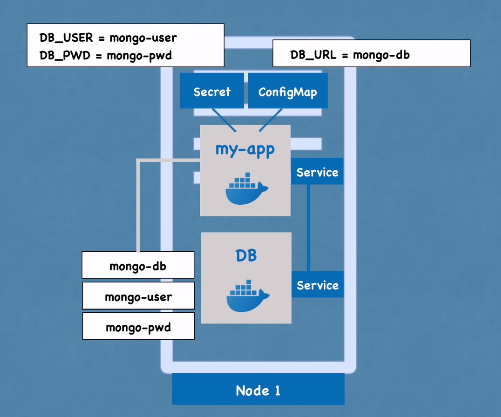 DB_USER = mongo-user
DB_PWD = mongo-pwd
DB_URL = mongo-db
Secret
ConfigMap
my-app
Service
DB
mongo-db
mongo-user
mongo-pwd
Service
Node 1